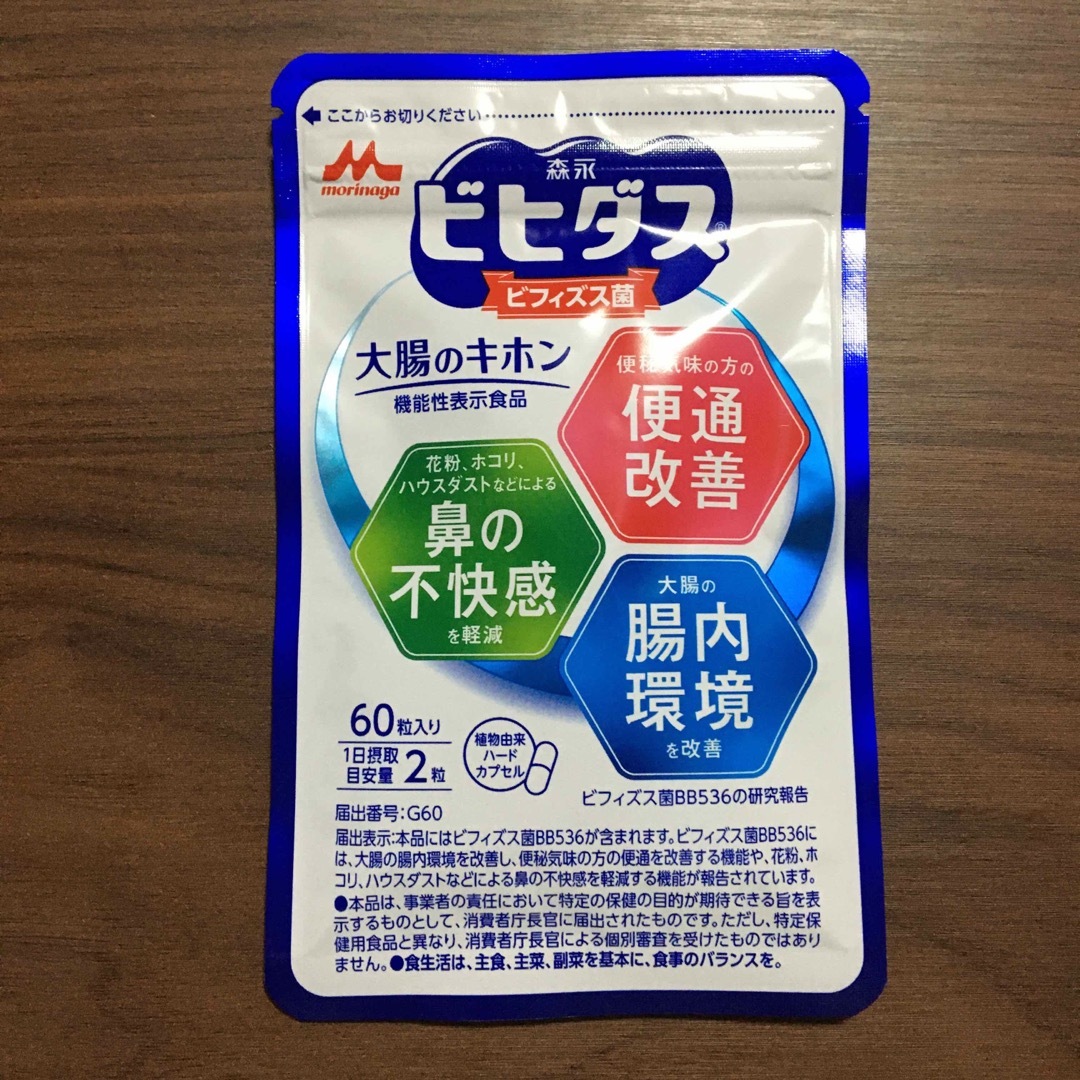 ここからお切りください
morinaga
森永
ビヒダス®
ビフィズス菌
大腸のキホン
機能性表示食品
便秘気味の方の
便通
改善
花粉、ホコリ、
ハウスダストなどによる
鼻の
不快感
を軽減
大腸の
腸内
環境
を改善
60粒入り
1日摂取
目安量 2粒
植物由来
ハード
カプセル
ビフィズス菌BB536の研究報告
届出番号:G60
届出表示:本品にはビフィズス菌BB536が含まれます。ビフィズス菌BB536に
は、大腸の腸内環境を改善し、便秘気味の方の便通を改善する機能や、花粉、ホ
コリ、ハウスダストなどによる鼻の不快感を軽減する機能が報告されています。
●本品は、事業者の責任において特定の保健の目的が期待できる旨を表
示するものとして、消費者庁長官に届出されたものです。ただし、特定保
健用食品と異なり、消費者庁長官による個別審査を受けたものではあり
ません。●食生活は、主食、主菜、副菜を基本に、食事のバランスを。